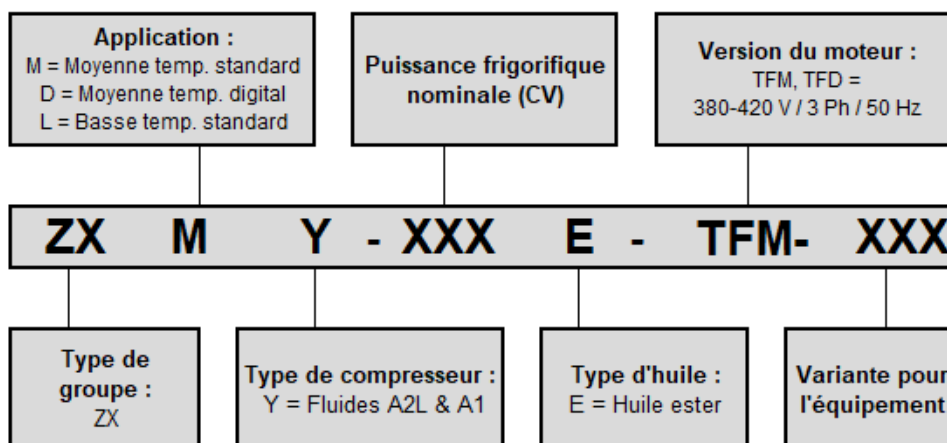 Application :
M = Moyenne temp. standard
D = Moyenne temp. digital
L = Basse temp. standard
Puissance frigorifique
nominale (CV)
Version du moteur :
TFM, TFD =
380-420 V / 3 Ph / 50 Hz
ZX M Y - XXX E - TFM- XXX
Type de
groupe :
ZX
Type de compresseur :
Y = Fluides A2L & A1
Type d'huile :
E = Huile ester
Variante pour
l'équipement